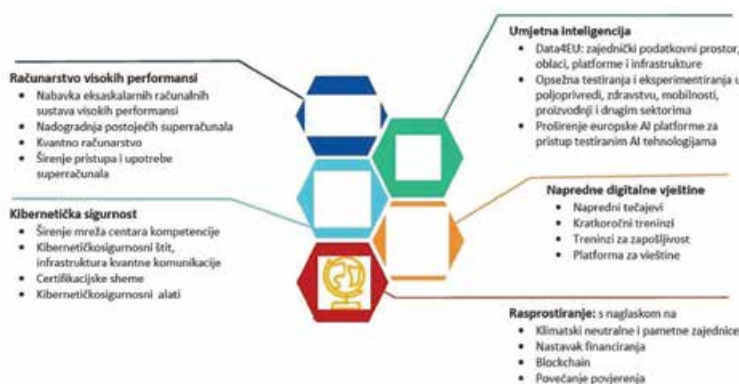 Računarstvo visokih performansi
• Nabavka eksaskalarnih računalnih
sustava visokih performansi
• Nadogradnja postojećih superračunala
• Kvantno računarstvo
• Širenje pristupa i upotrebe
superračunala
Kibernetička sigurnost
• Širenje mreža centara kompetencije
• Kibernetičkosigurnosni štit,
infrastruktura kvantne komunikacije
• Certifikacijske sheme
• Kibernetičkosigurnosni alati
Umjetna inteligencija
• Data4EU: zajednički podatkovni prostor,
oblaci, platforme i infrastrukture
• Opsežna testiranja i eksperimentiranja u
poljoprivredi, zdravstvu, mobilnosti,
proizvodnji i drugim sektorima
• Proširenje europske AI platforme za
pristup testiranim AI tehnologijama
Napredne digitalne vještine
• Napredni tečajevi
• Kratkoročni treninzi
• Treninzi za zapošljivost
• Platforma za vještine
Rasprostiranje: s naglaskom na
• Klimatski neutralne i pametne zajednice
• Nastavak financiranja
• Blockchain
• Povećanje povjerenja